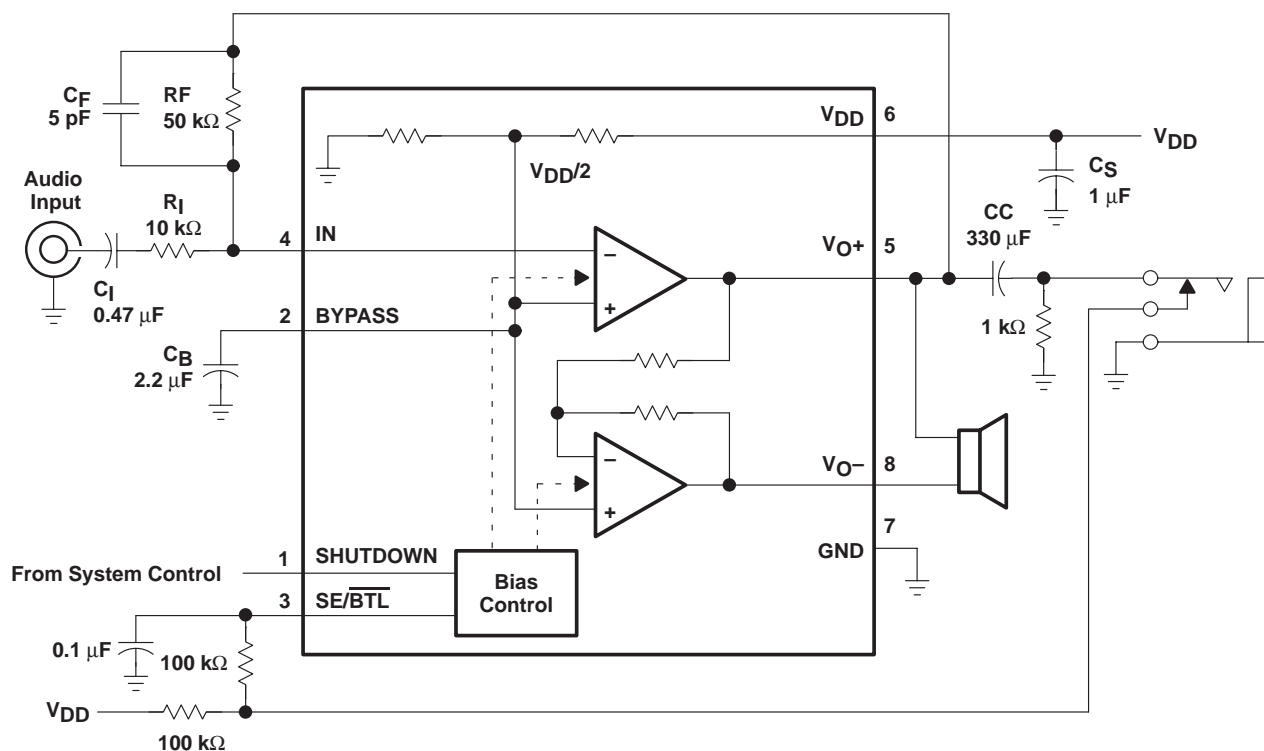 CF
5 pF
RF
50 kΩ
VDD
6
VDD
VDD/2
CS
1 μF
Audio
Input
RI
10 kΩ
CC
330 μF
4
IN
VO+
5
−
+
CI
0.47 μF
2
BYPASS
1 kΩ
CB
2.2 μF
−
+
VO−
8
7
GND
From System Control
1
SHUTDOWN
Bias
Control
3
SE/BTL
0.1 μF
100 kΩ
VDD
100 kΩ